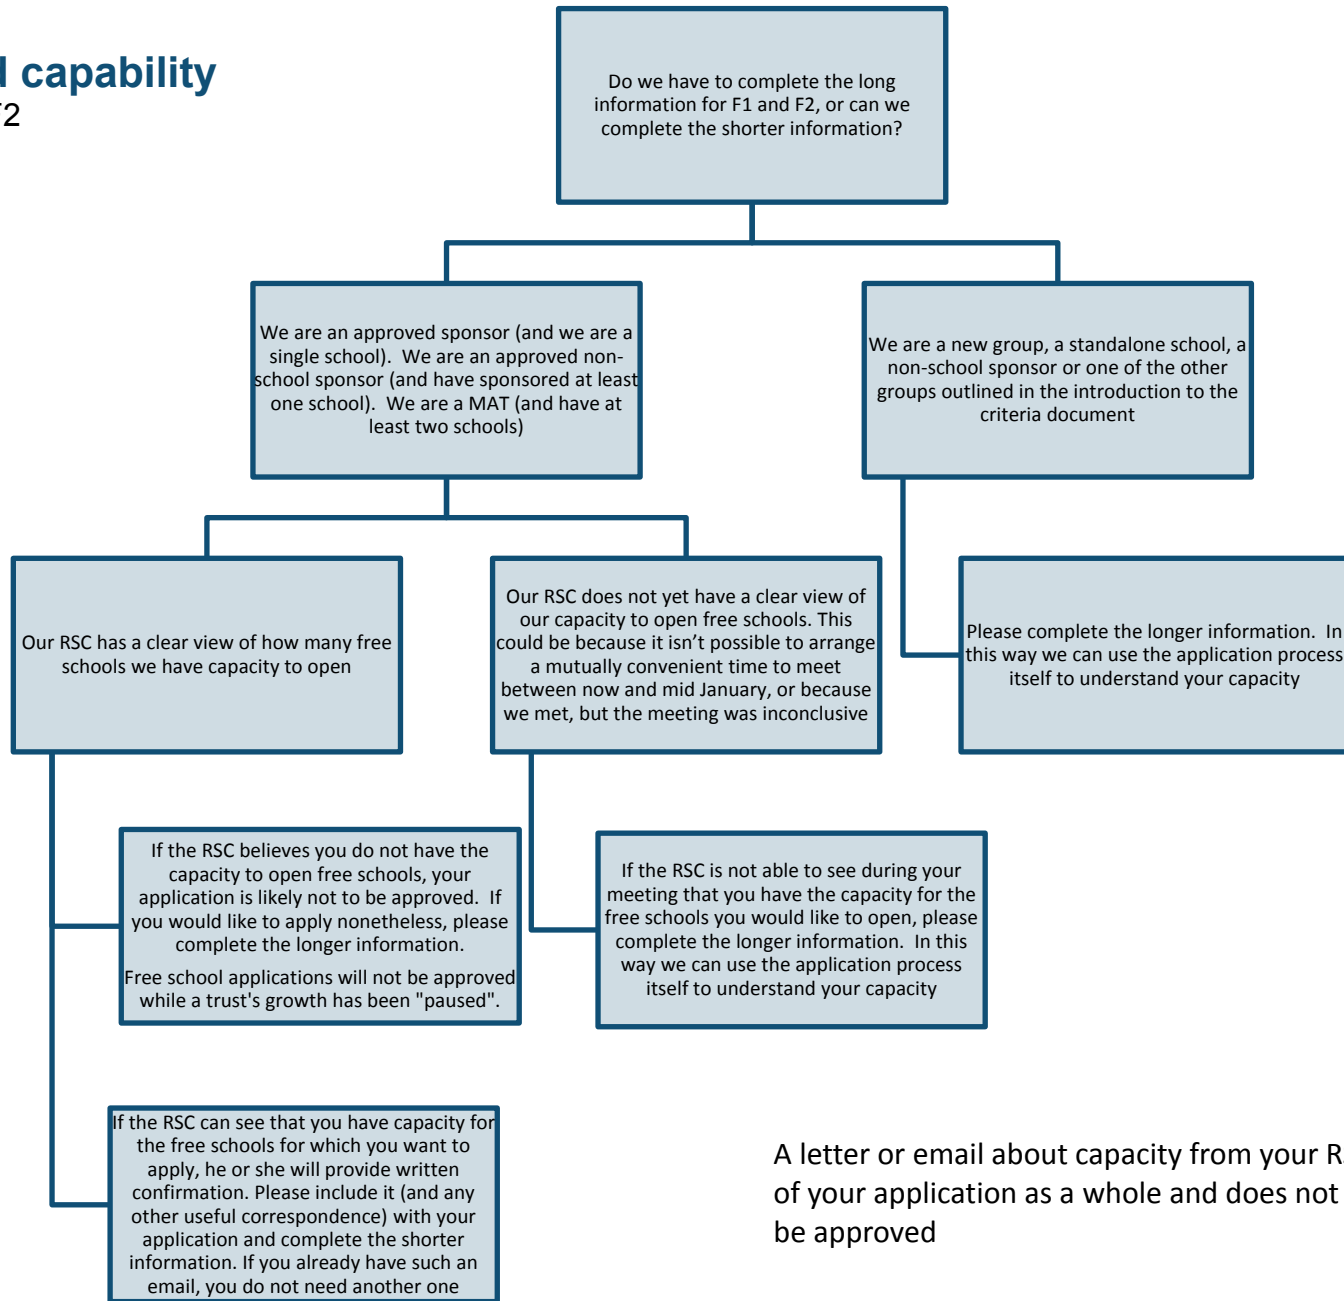 capability
Do we have to complete the long
information for F1 and F2, or can we
complete the shorter information?
We are an approved sponsor (and we are a
single school).  We are an approved non-
school sponsor (and have sponsored at least
one school).  We are a MAT (and have at
least two schools)
We are a new group, a standalone school, a
non-school sponsor or one of the other
groups outlined in the introduction to the
criteria document
Our RSC has a clear view of how many free
schools we have capacity to open
Our RSC does not yet have a clear view of
our capacity to open free schools. This
could be because it isn’t possible to arrange
a mutually convenient time to meet
between now and mid January, or because
we met, but the meeting was inconclusive
Please complete the longer information.  In
this way we can use the application process
itself to understand your capacity
If the RSC believes you do not have the
capacity to open free schools, your
application is likely not to be approved.  If
you would like to apply nonetheless, please
complete the longer information.
Free school applications will not be approved
while a trust's growth has been "paused".
If the RSC is not able to see during your
meeting that you have the capacity for the
free schools you would like to open, please
complete the longer information.  In this
way we can use the application process
itself to understand your capacity
If the RSC can see that you have capacity for
the free schools for which you want to
apply, he or she will provide written
confirmation. Please include it (and any
other useful correspondence) with your
application and complete the shorter
information. If you already have such an
email, you do not need another one
A letter or email about capacity from your
of your application as a whole and does not
be approved